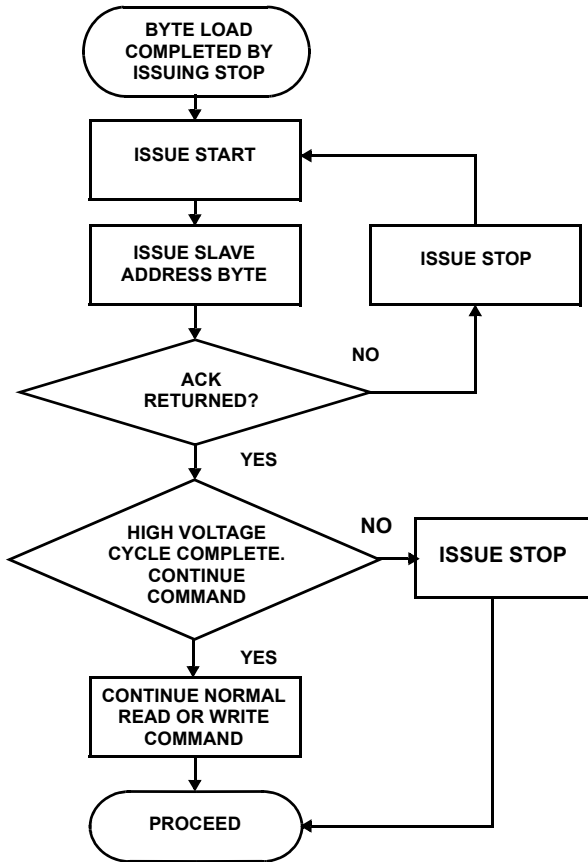 BYTE LOAD
COMPLETED BY
ISSUING STOP
ISSUE START
ISSUE SLAVE
ADDRESS BYTE
ISSUE STOP
NO
ACK
RETURNED?
YES
HIGH VOLTAGE
CYCLE COMPLETE.
CONTINUE
COMMAND
NO
ISSUE STOP
YES
CONTINUE NORMAL
READ OR WRITE
COMMAND
PROCEED